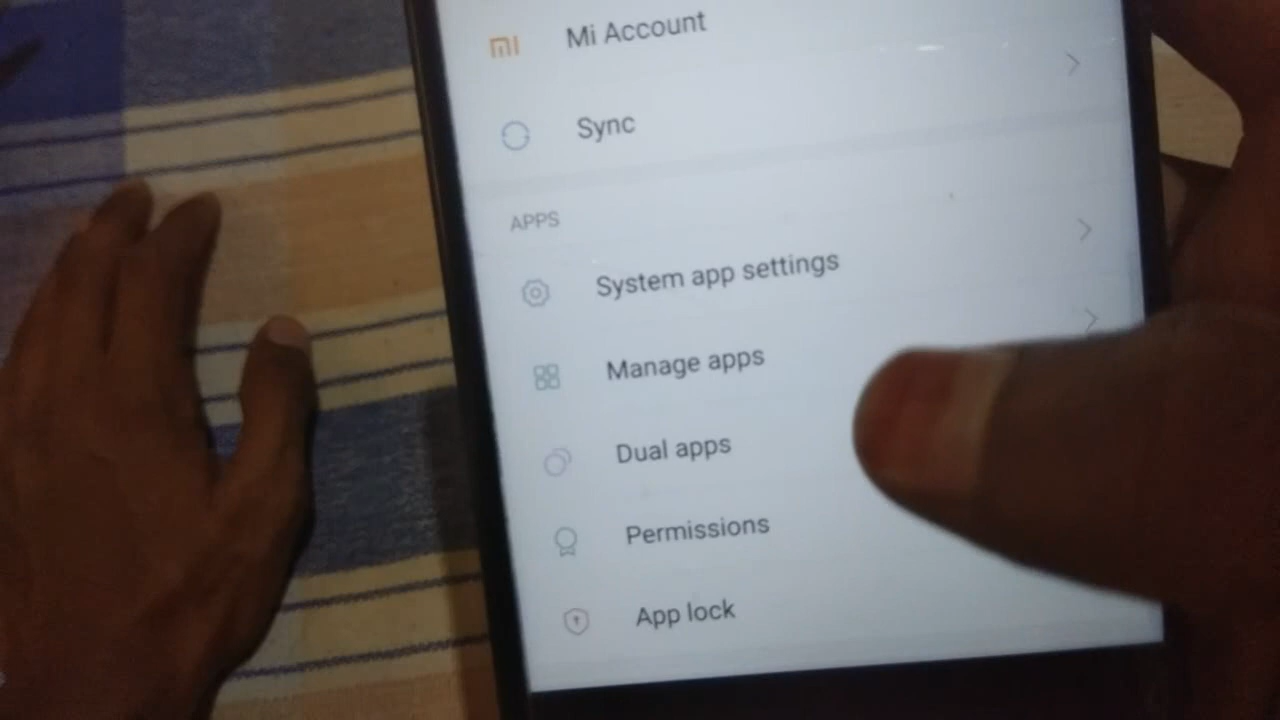 mi Mi Account
Sync
APPS
System app settings
Manage apps
Dual apps
Permissions
App lock